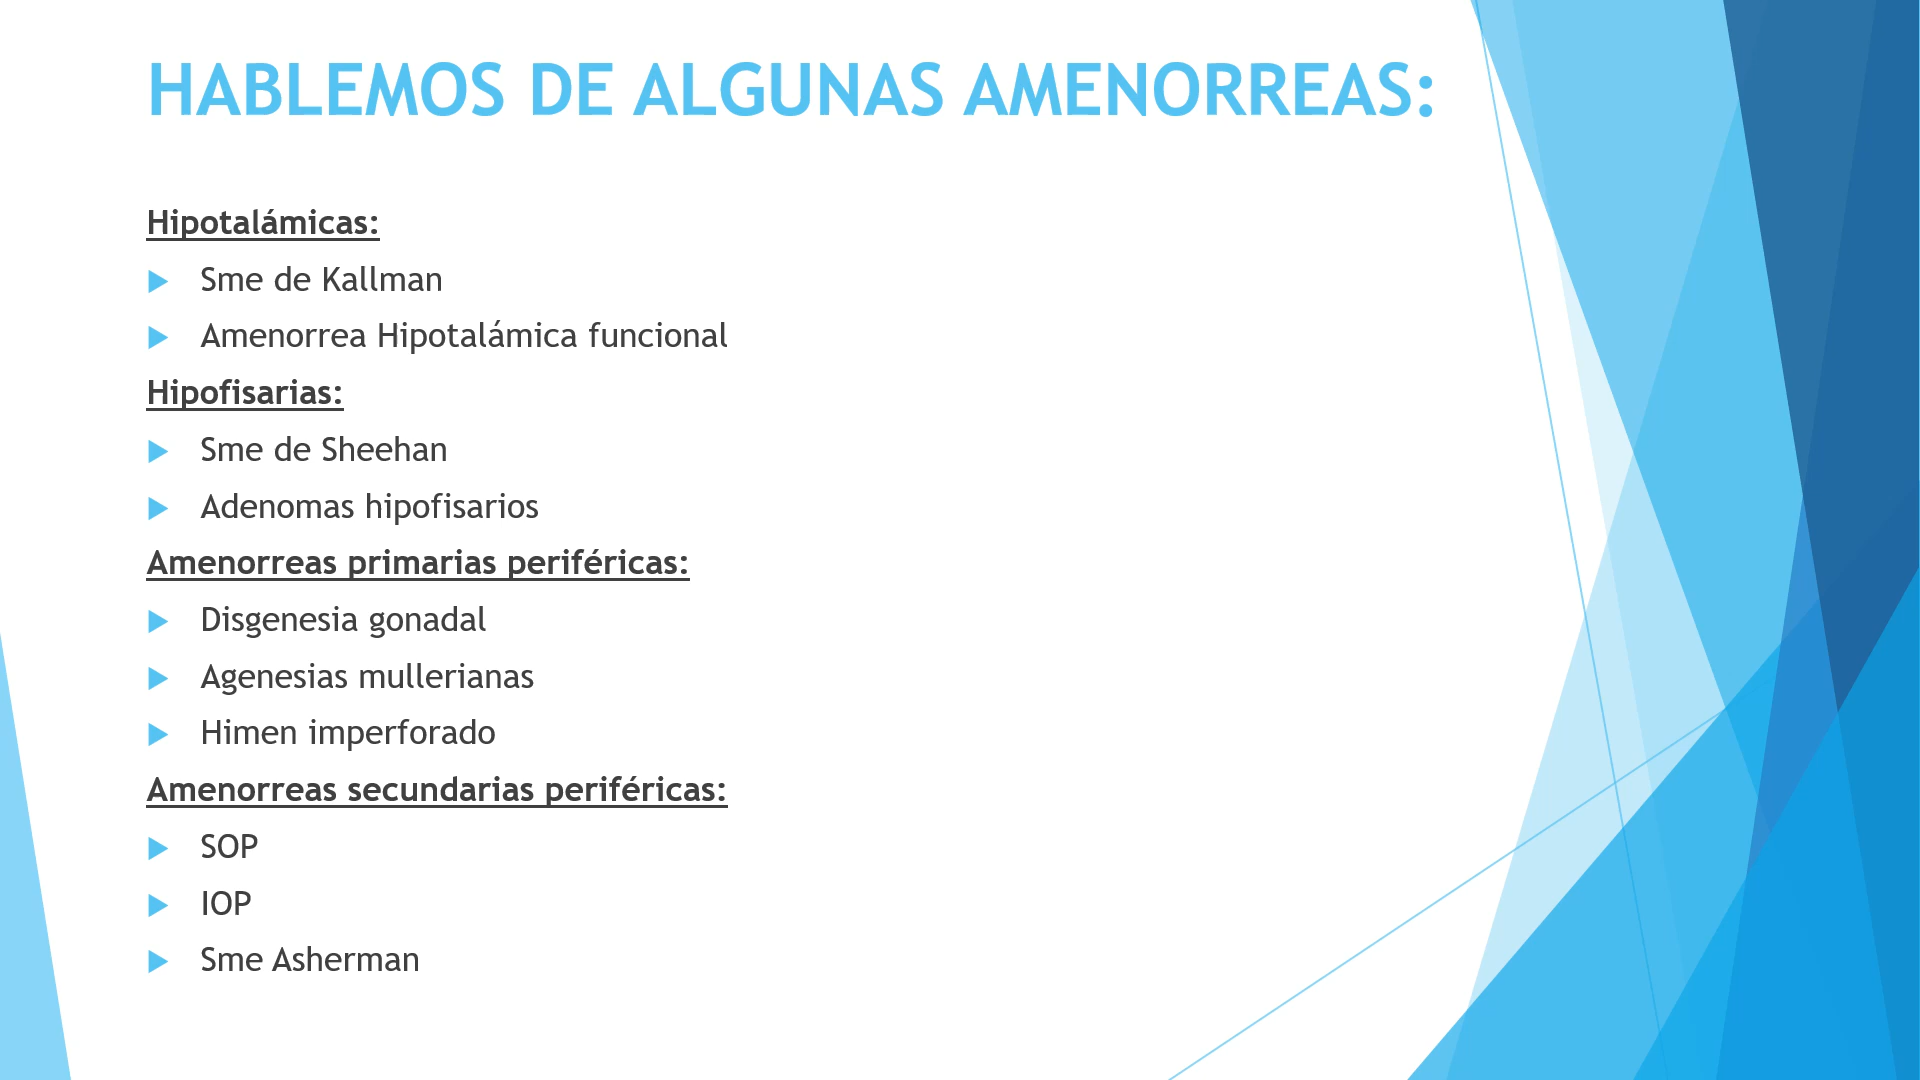 HABLEMOS DE ALGUNAS AMENORREAS:
Hipotalámicas:
Sme de Kallman
Amenorrea Hipotalámica funcional
Hipofisarias:
Sme de Sheehan
Adenomas hipofisarios
Amenorreas primarias periféricas:
Disgenesia gonadal
Agenesias mullerianas
Himen imperforado
Amenorreas secundarias periféricas:
SOP
IOP
Sme Asherman